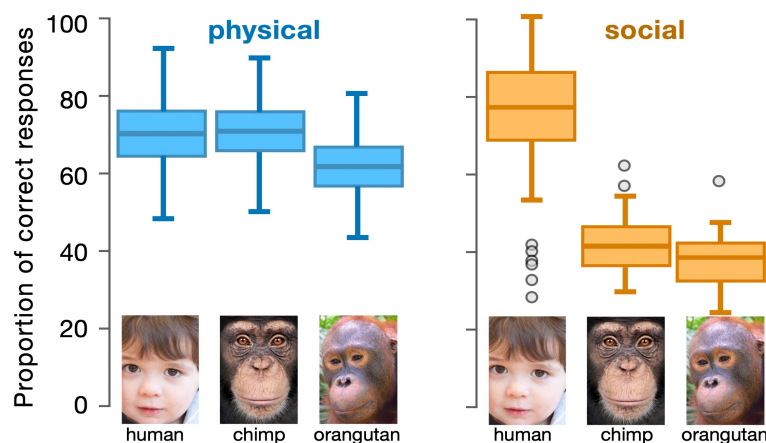 Proportion of correct responses
100
80
60
40
20
0
physical
human
chimp
orangutan
social
human
chimp
orangutan